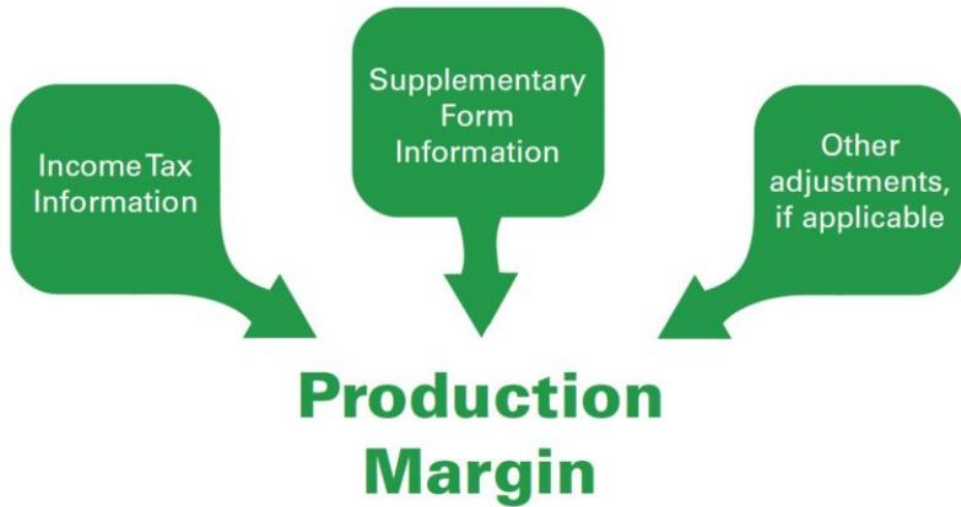 Income Tax
Information
Supplementary
Form
Information
Other
adjustments,
if applicable
Production
Margin